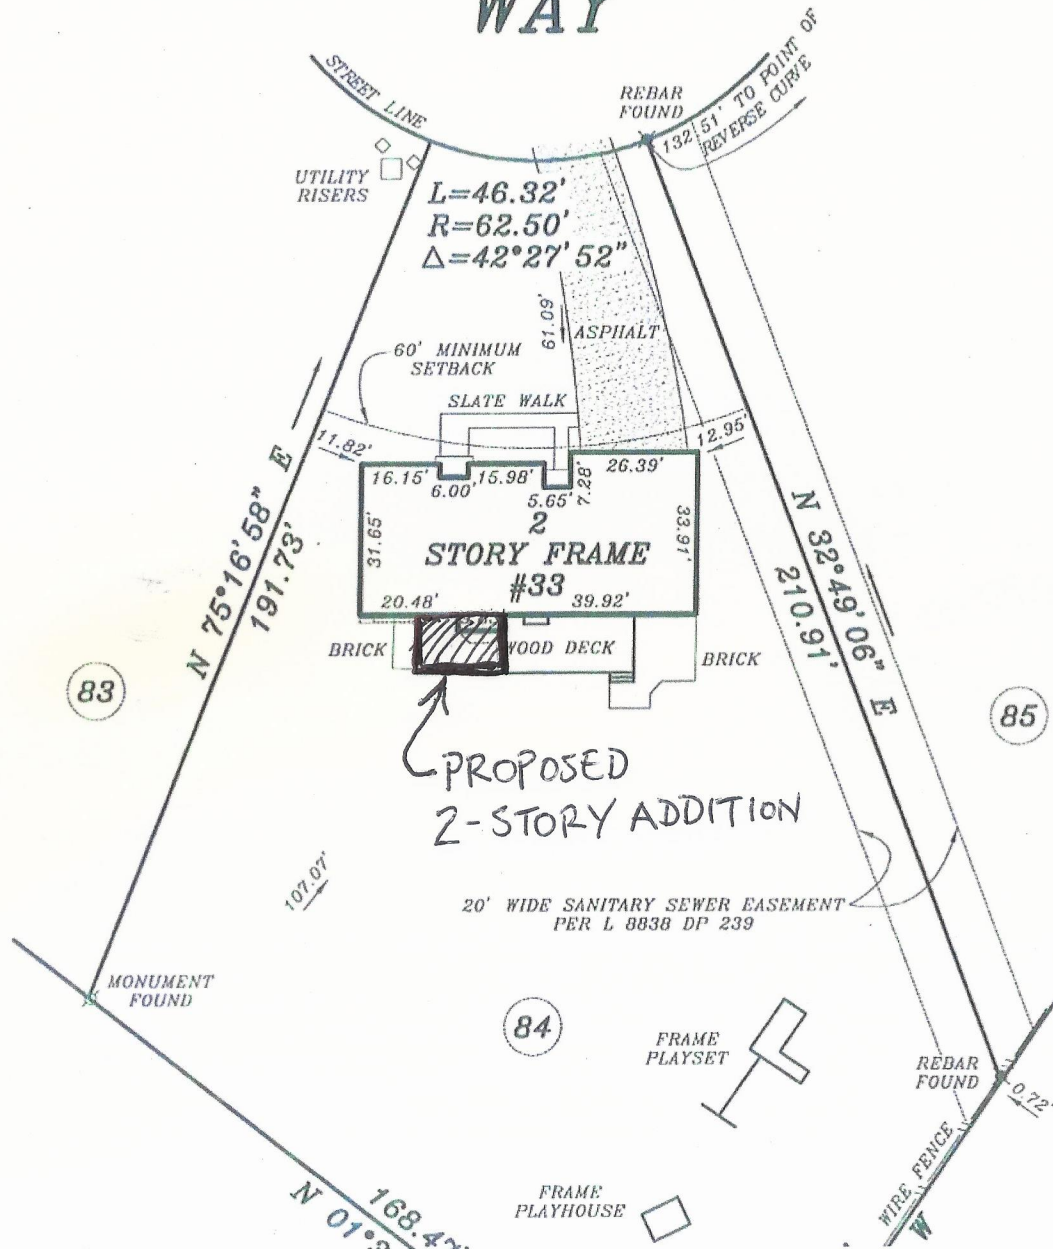 WAY
STREET LINE
REBAR
FOUND
132.51' TO POINT OF
REVERSE CURVE
UTILITY
RISERS
L=46.32'
R=62.50'
Δ=42°27'52"
61.09'
ASPHALT
60' MINIMUM
SETBACK
SLATE WALK
11.82'
12.95'
16.15'
6.00'
15.98'
5.65'
7.28'
26.39'
31.65'
33.91'
2
STORY FRAME
#33
20.48'
39.92'
N 75°16'58" E
191.73'
N 32°49'06" E
210.91'
BRICK
WOOD DECK
BRICK
83
85
PROPOSED
2-STORY ADDITION
107.07'
20' WIDE SANITARY SEWER EASEMENT
PER L 8838 DP 239
MONUMENT
FOUND
84
FRAME
PLAYSET
REBAR
FOUND
0.72'
WIRE FENCE
W
FRAME
PLAYHOUSE
N 01°
168.4